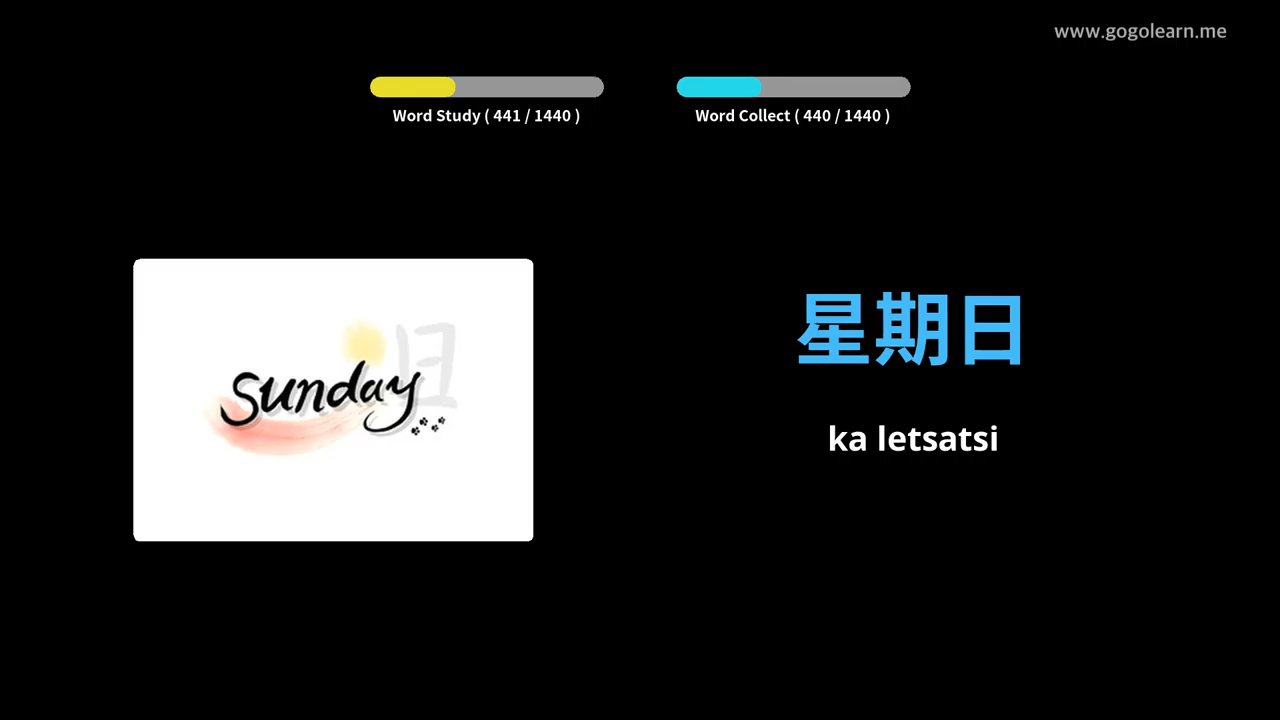 www.gogolearn.me
Word Study ( 441 / 1440 )
Word Collect ( 440 / 1440 )
Sunday
星期日
ka letsatsi